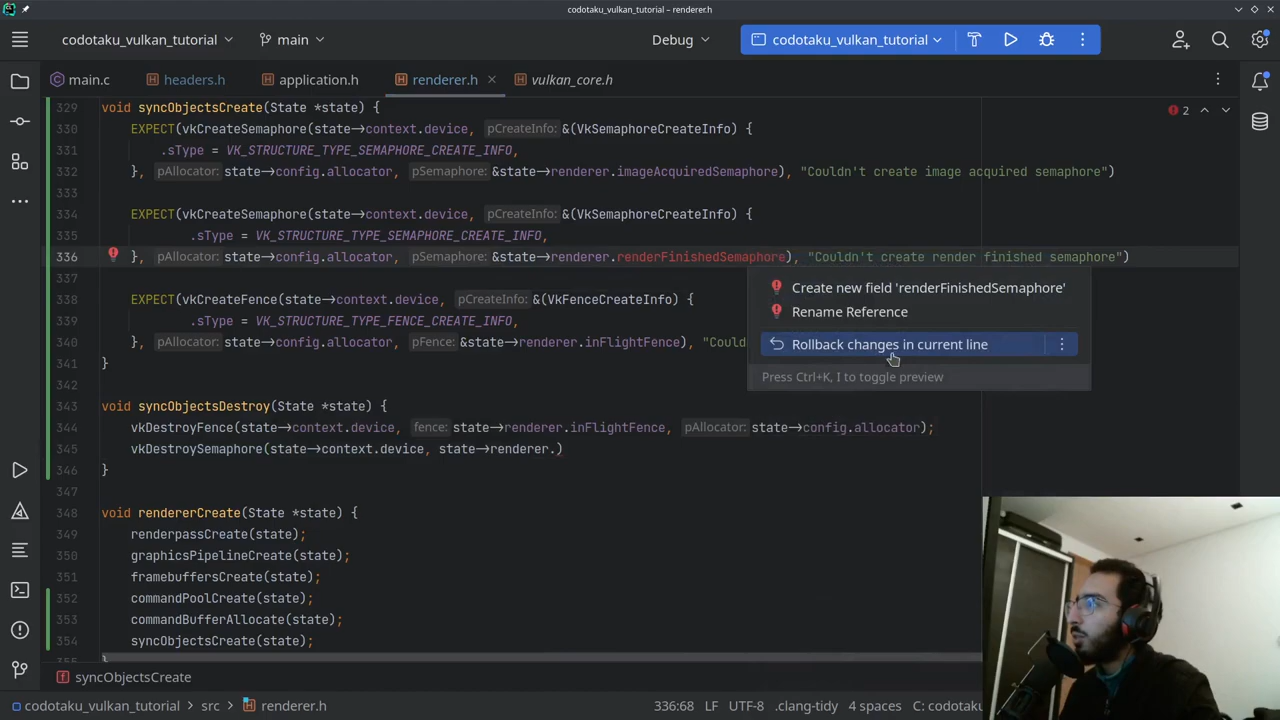 codotaku_vulkan_tutorial – renderer.h
codotaku_vulkan_tutorial main Debug codotaku_vulkan_tutorial
main.c headers.h application.h renderer.h vulkan_core.h
329 void syncObjectsCreate(State *state) { 2
330 EXPECT(vkCreateSemaphore(state->context.device, pCreateInfo: &(VkSemaphoreCreateInfo) {
331 .sType = VK_STRUCTURE_TYPE_SEMAPHORE_CREATE_INFO,
332 }, pAllocator: state->config.allocator, pSemaphore: &state->renderer.imageAcquiredSemaphore), "Couldn't create image acquired semaphore")
333
334 EXPECT(vkCreateSemaphore(state->context.device, pCreateInfo: &(VkSemaphoreCreateInfo) {
335 .sType = VK_STRUCTURE_TYPE_SEMAPHORE_CREATE_INFO,
336 }, pAllocator: state->config.allocator, pSemaphore: &state->renderer.renderFinishedSemaphore), "Couldn't create render finished semaphore")
337
Create new field 'renderFinishedSemaphore'
338 EXPECT(vkCreateFence(state->context.device, pCreateInfo: &(VkFenceCreateInfo) {
Rename Reference
339 .sType = VK_STRUCTURE_TYPE_FENCE_CREATE_INFO,
340 }, pAllocator: state->config.allocator, pFence: &state->renderer.inFlightFence), "Coul
Rollback changes in current line
341 }
Press Ctrl+K, I to toggle preview
342
343 void syncObjectsDestroy(State *state) {
344 vkDestroyFence(state->context.device, fence: state->renderer.inFlightFence, pAllocator: state->config.allocator);
345 vkDestroySemaphore(state->context.device, state->renderer.)
346 }
347
348 void rendererCreate(State *state) {
349 renderpassCreate(state);
350 graphicsPipelineCreate(state);
351 framebuffersCreate(state);
352 commandPoolCreate(state);
353 commandBufferAllocate(state);
354 syncObjectsCreate(state);
355 }
f syncObjectsCreate
codotaku_vulkan_tutorial > src > renderer.h 336:68 LF UTF-8 .clang-tidy 4 spaces C: codotaku